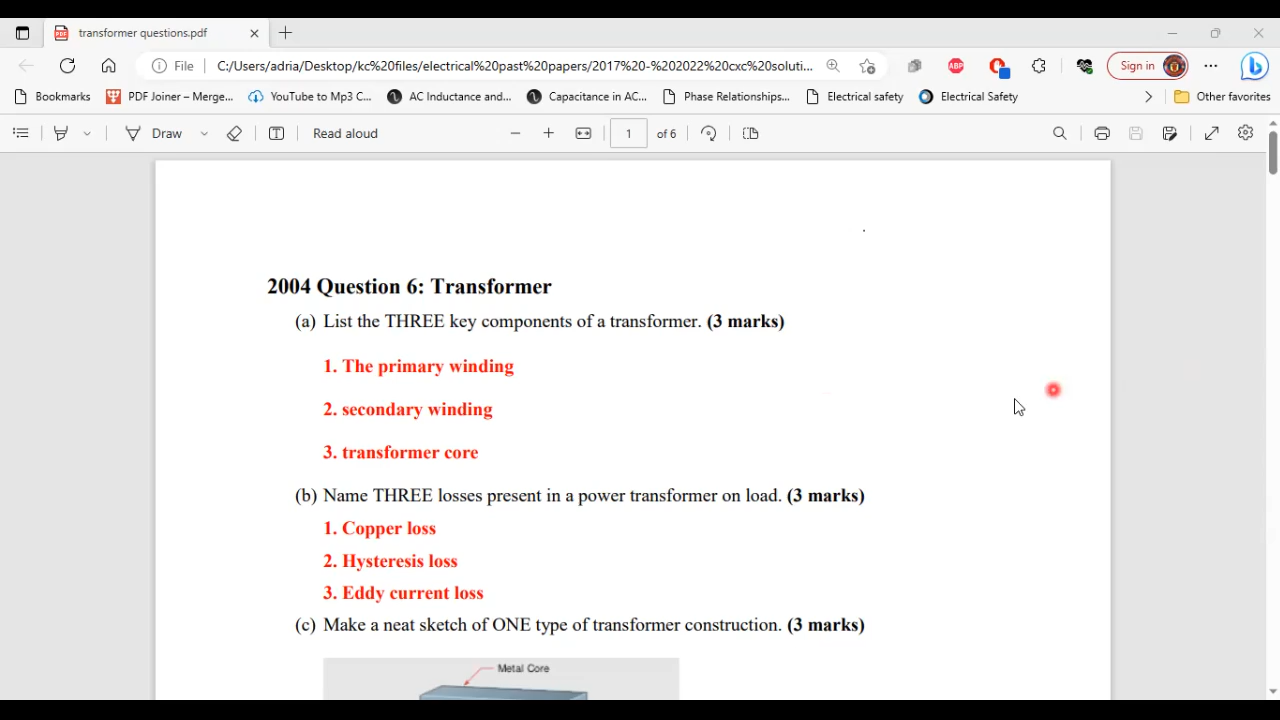 transformer questions.pdf
File
C:/Users/adria/Desktop/kc%20files/electrical%20past%20papers/2017%20-%202022%20cxc%20soluti...
ABP
Sign in
Bookmarks
PDF Joiner – Merge...
YouTube to Mp3 C...
AC Inductance and...
Capacitance in AC...
Phase Relationships...
Electrical safety
Electrical Safety
Other favorites
Draw
Read aloud
1 of 6
2004 Question 6: Transformer
(a) List the THREE key components of a transformer. (3 marks)
1. The primary winding
2. secondary winding
3. transformer core
(b) Name THREE losses present in a power transformer on load. (3 marks)
1. Copper loss
2. Hysteresis loss
3. Eddy current loss
(c) Make a neat sketch of ONE type of transformer construction. (3 marks)
Metal Core